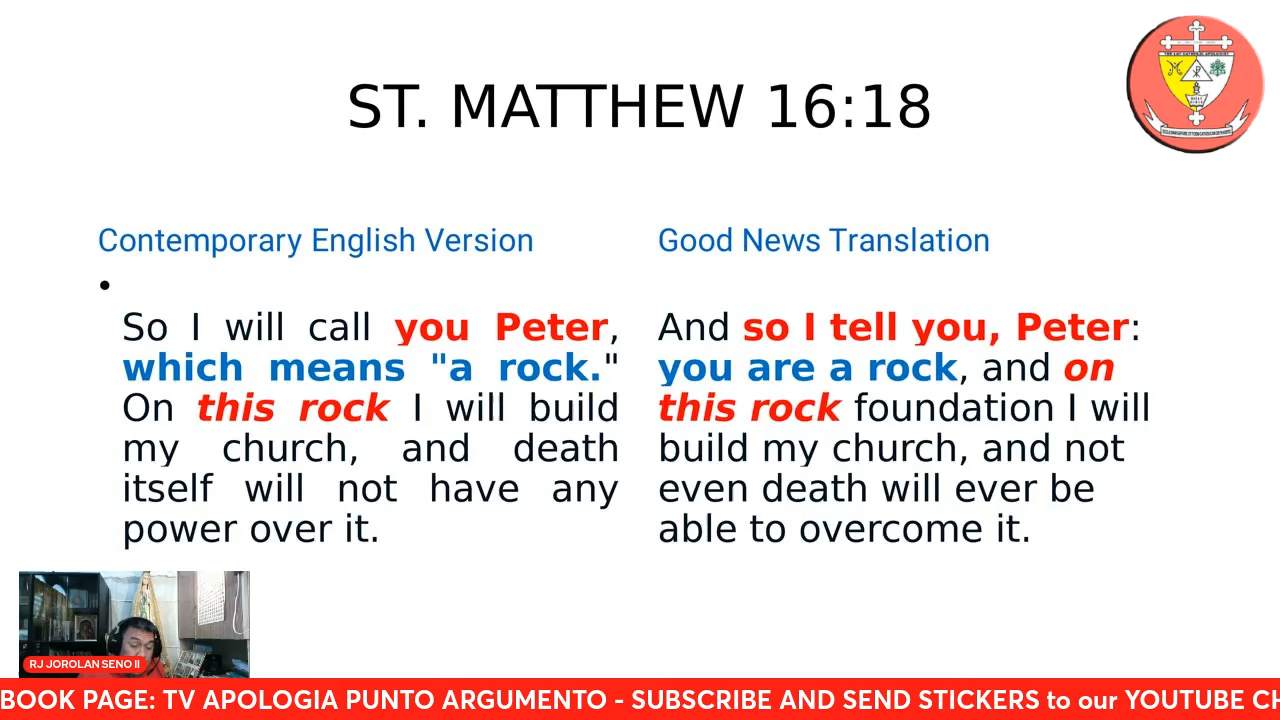 ST. MATTHEW 16:18
Contemporary English Version
•
So I will call you Peter,
which means "a rock."
On this rock I will build
my church, and death
itself will not have any
power over it.
Good News Translation
And so I tell you, Peter:
you are a rock, and on
this rock foundation I will
build my church, and not
even death will ever be
able to overcome it.
RJ JOROLAN SENO II
BOOK PAGE: TV APOLOGIA PUNTO ARGUMENTO - SUBSCRIBE AND SEND STICKERS to our YOUTUBE CH